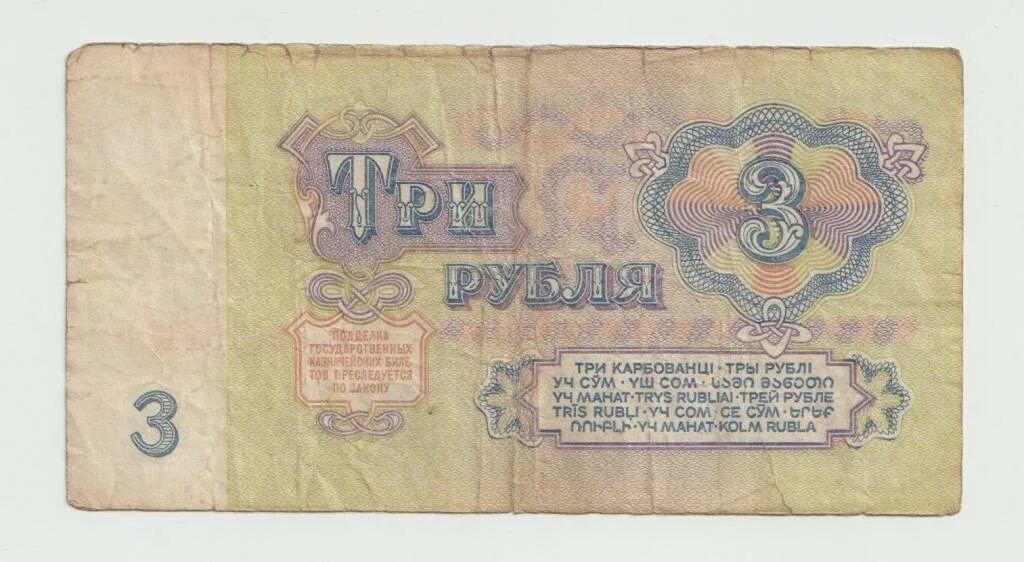 ТРИ
РУБЛЯ
3
ПОДДЕЛКА
ГОСУДАРСТВЕННЫХ
КАЗНАЧЕЙСКИХ БИЛЕ-
ТОВ ПРЕСЛЕДУЕТСЯ
ПО ЗАКОНУ
ТРИ КАРБОВАНЦІ · ТРЫ РУБЛІ
УЧ СЎМ · ҮШ СОМ · ᲡᲐᲛᲘ ᲛᲐᲜᲔᲗᲘ
ҮЧ МАНАТ · TRYS RUBLIAI · ТРЕЙ РУБЛЕ
TRĪS RUBĻI · ҮЧ СОМ · СЕ СӮМ · ԵՐԵՔ
ՌՈՒԲԼԻ · ҮЧ МАНАТ · KOLM RUBLA
3